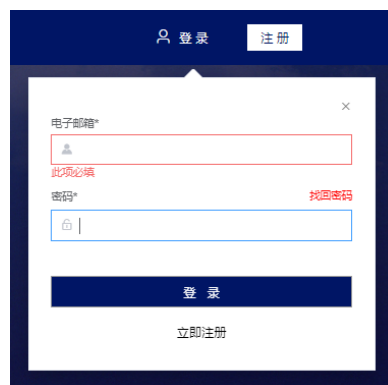 登录 注册
电子邮箱*
此项必填
密码* 找回密码
登 录
立即注册